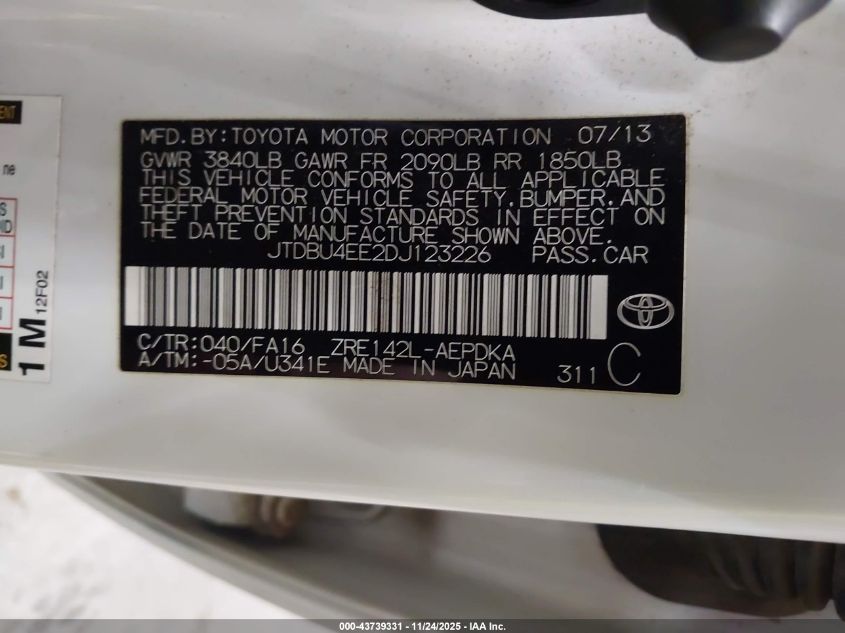 MFD.BY:TOYOTA MOTOR CORPORATION 07/13
GVWR 3840LB GAWR FR 2090LB RR 1850LB
THIS VEHICLE CONFORMS TO ALL APPLICABLE
FEDERAL MOTOR VEHICLE SAFETY,BUMPER,AND
THEFT PREVENTION STANDARDS IN EFFECT ON
THE DATE OF MANUFACTURE SHOWN ABOVE.
JTDBU4EE2DJ123226 PASS.CAR
C/TR:040/FA16 ZRE142L-AEPDKA
A/TM:-05A/U341E MADE IN JAPAN 311 C
ne
1 M 12F02
000-43739331 - 11/24/2025 - IAA Inc.